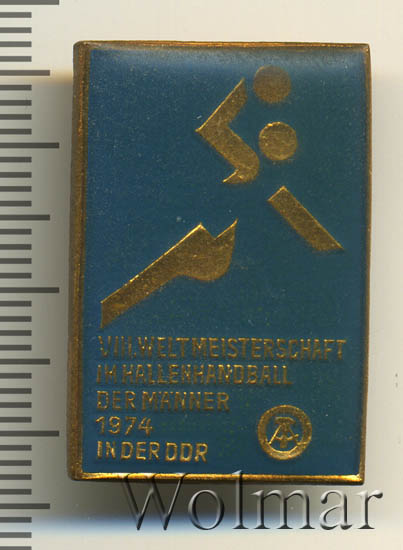 VIII. WELTMEISTERSCHAFT
IM HALLENHANDBALL
DER MÄNNER
1974
IN DER DDR
Wolmar